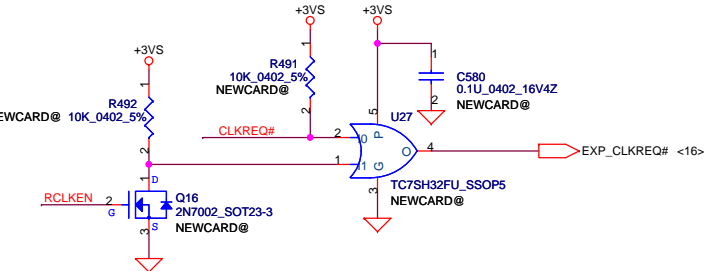 +3VS
+3VS
+3VS
1
1
1
R491
10K_0402_5%
NEWCARD@
C580
0.1U_0402_16V4Z
NEWCARD@
2
R492
10K_0402_5%
NEWCARD@
2
2
5
U27
CLKREQ#
2
I0
P
1
I1
G
O
4
EXP_CLKREQ# <16>
3
TC7SH32FU_SSOP5
NEWCARD@
1
D
RCLKEN
2
G
Q16
2N7002_SOT23-3
NEWCARD@
3
S